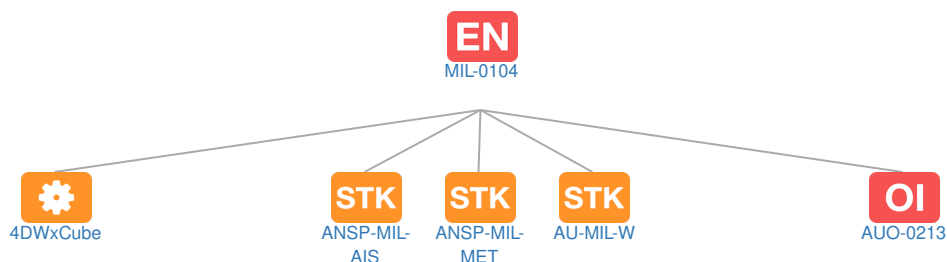 EN
MIL-0104
STK STK STK OI
4DWxCube ANSP-MIL- ANSP-MIL- AU-MIL-W AUO-0213
AIS MET